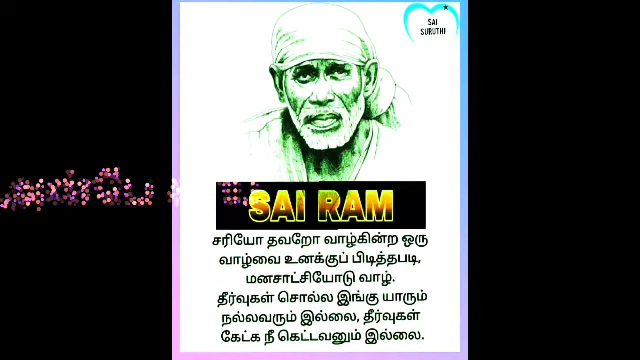 SAI
SURUTHI
SAI RAM
சரியோ தவறோ வாழ்கின்ற ஒரு
வாழ்வை உனக்குப் பிடித்தபடி,
மனசாட்சியோடு வாழ்.
தீர்வுகள் சொல்ல இங்கு யாரும்
நல்லவரும் இல்லை, தீர்வுகள்
கேட்க நீ கெட்டவனும் இல்லை.